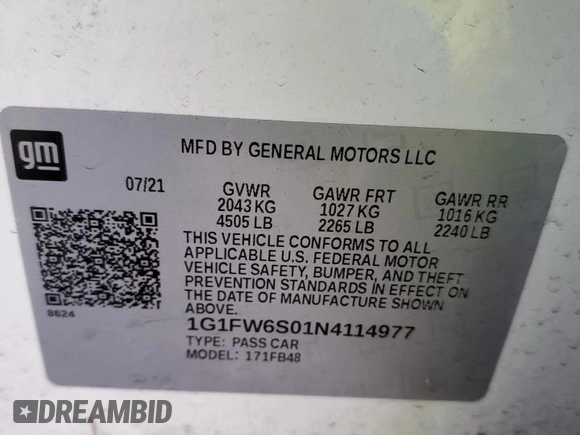 gm
MFD BY GENERAL MOTORS LLC
07/21 GVWR GAWR FRT GAWR RR
2043 KG 1027 KG 1016 KG
4505 LB 2265 LB 2240 LB
THIS VEHICLE CONFORMS TO ALL
APPLICABLE U.S. FEDERAL MOTOR
VEHICLE SAFETY, BUMPER, AND THEFT
PREVENTION STANDARDS IN EFFECT ON
THE DATE OF MANUFACTURE SHOWN
ABOVE.
8624
1G1FW6S01N4114977
TYPE: PASS CAR
MODEL: 171FB48
DREAMBID